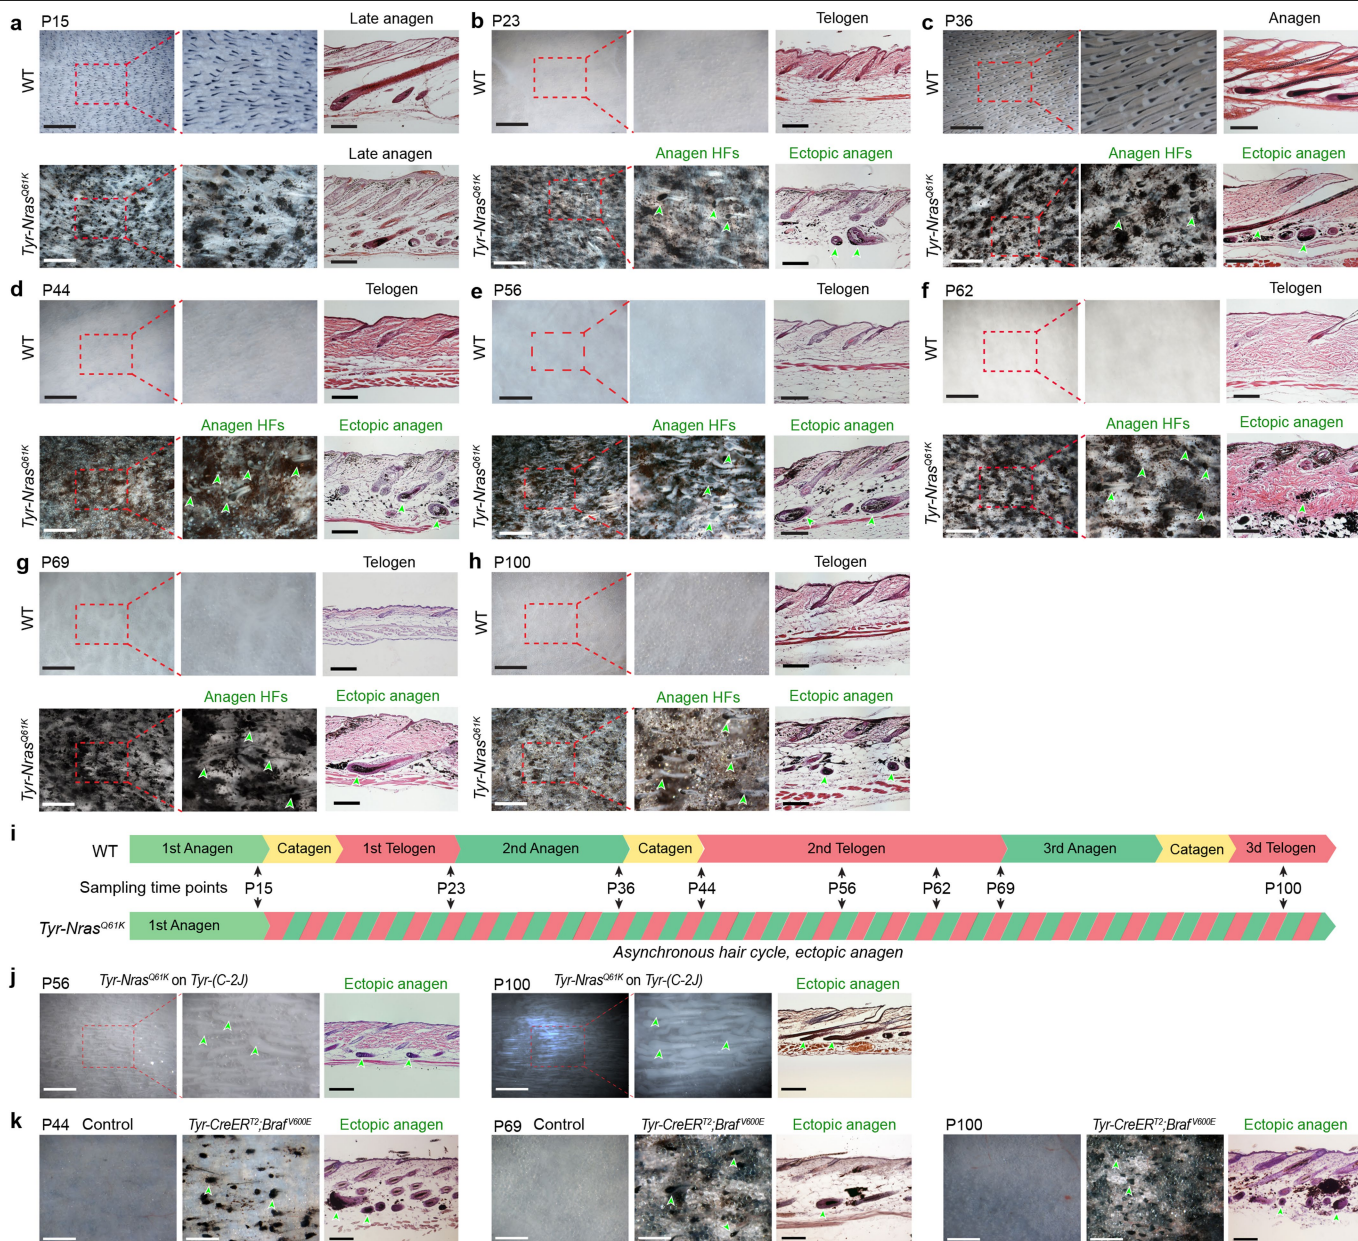 a P15 Late anagen
WT
Late anagen
Tyr-Nras^Q61K
b P23 Telogen
WT
Anagen HFs Ectopic anagen
Tyr-Nras^Q61K
c P36 Anagen
WT
Anagen HFs Ectopic anagen
Tyr-Nras^Q61K
d P44 Telogen
WT
Anagen HFs Ectopic anagen
Tyr-Nras^Q61K
e P56 Telogen
WT
Anagen HFs Ectopic anagen
Tyr-Nras^Q61K
f P62 Telogen
WT
Anagen HFs Ectopic anagen
Tyr-Nras^Q61K
g P69 Telogen
WT
Anagen HFs Ectopic anagen
Tyr-Nras^Q61K
h P100 Telogen
WT
Anagen HFs Ectopic anagen
Tyr-Nras^Q61K
i
WT 1st Anagen Catagen 1st Telogen 2nd Anagen Catagen 2nd Telogen 3rd Anagen Catagen 3d Telogen
Sampling time points P15 P23 P36 P44 P56 P62 P69 P100
Tyr-Nras^Q61K 1st Anagen
Asynchronous hair cycle, ectopic anagen
j P56 Tyr-Nras^Q61K on Tyr-(C-2J) Ectopic anagen
P100 Tyr-Nras^Q61K on Tyr-(C-2J) Ectopic anagen
k P44 Control Tyr-CreER^T2;Braf^V600E Ectopic anagen
P69 Control Tyr-CreER^T2;Braf^V600E Ectopic anagen
P100 Tyr-CreER^T2;Braf^V600E Ectopic anagen